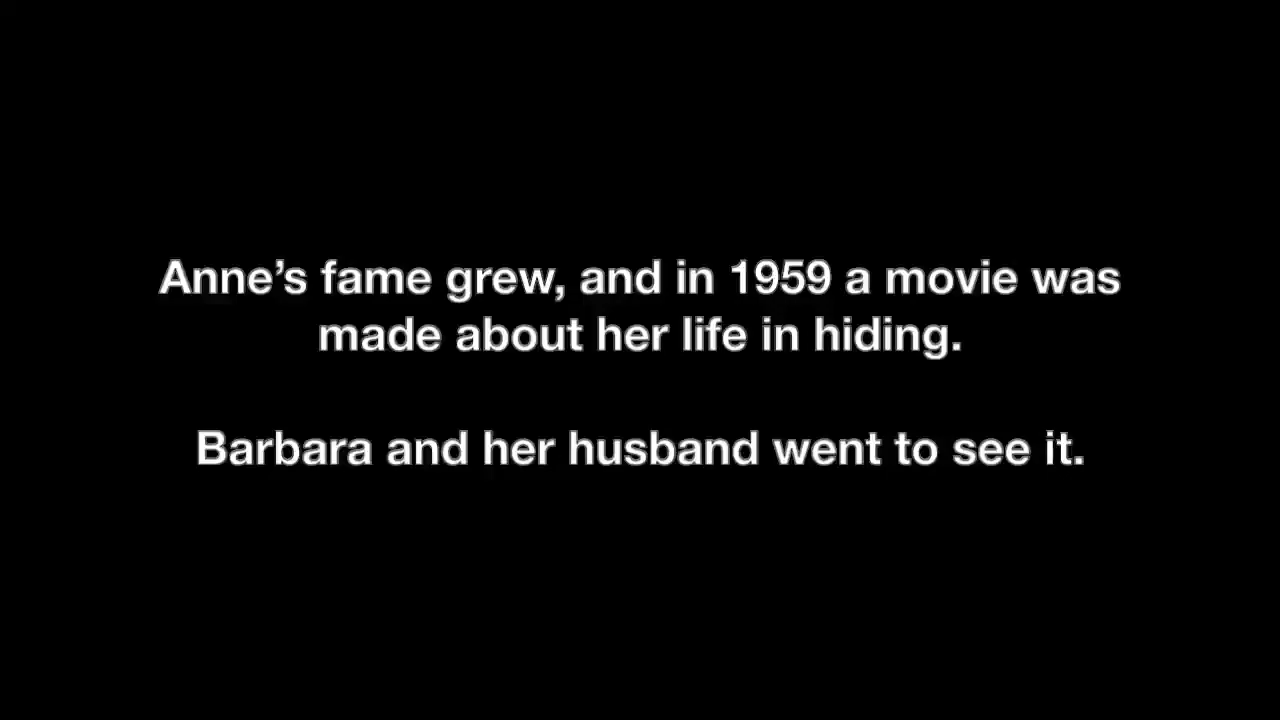 Anne’s fame grew, and in 1959 a movie was
made about her life in hiding.
Barbara and her husband went to see it.